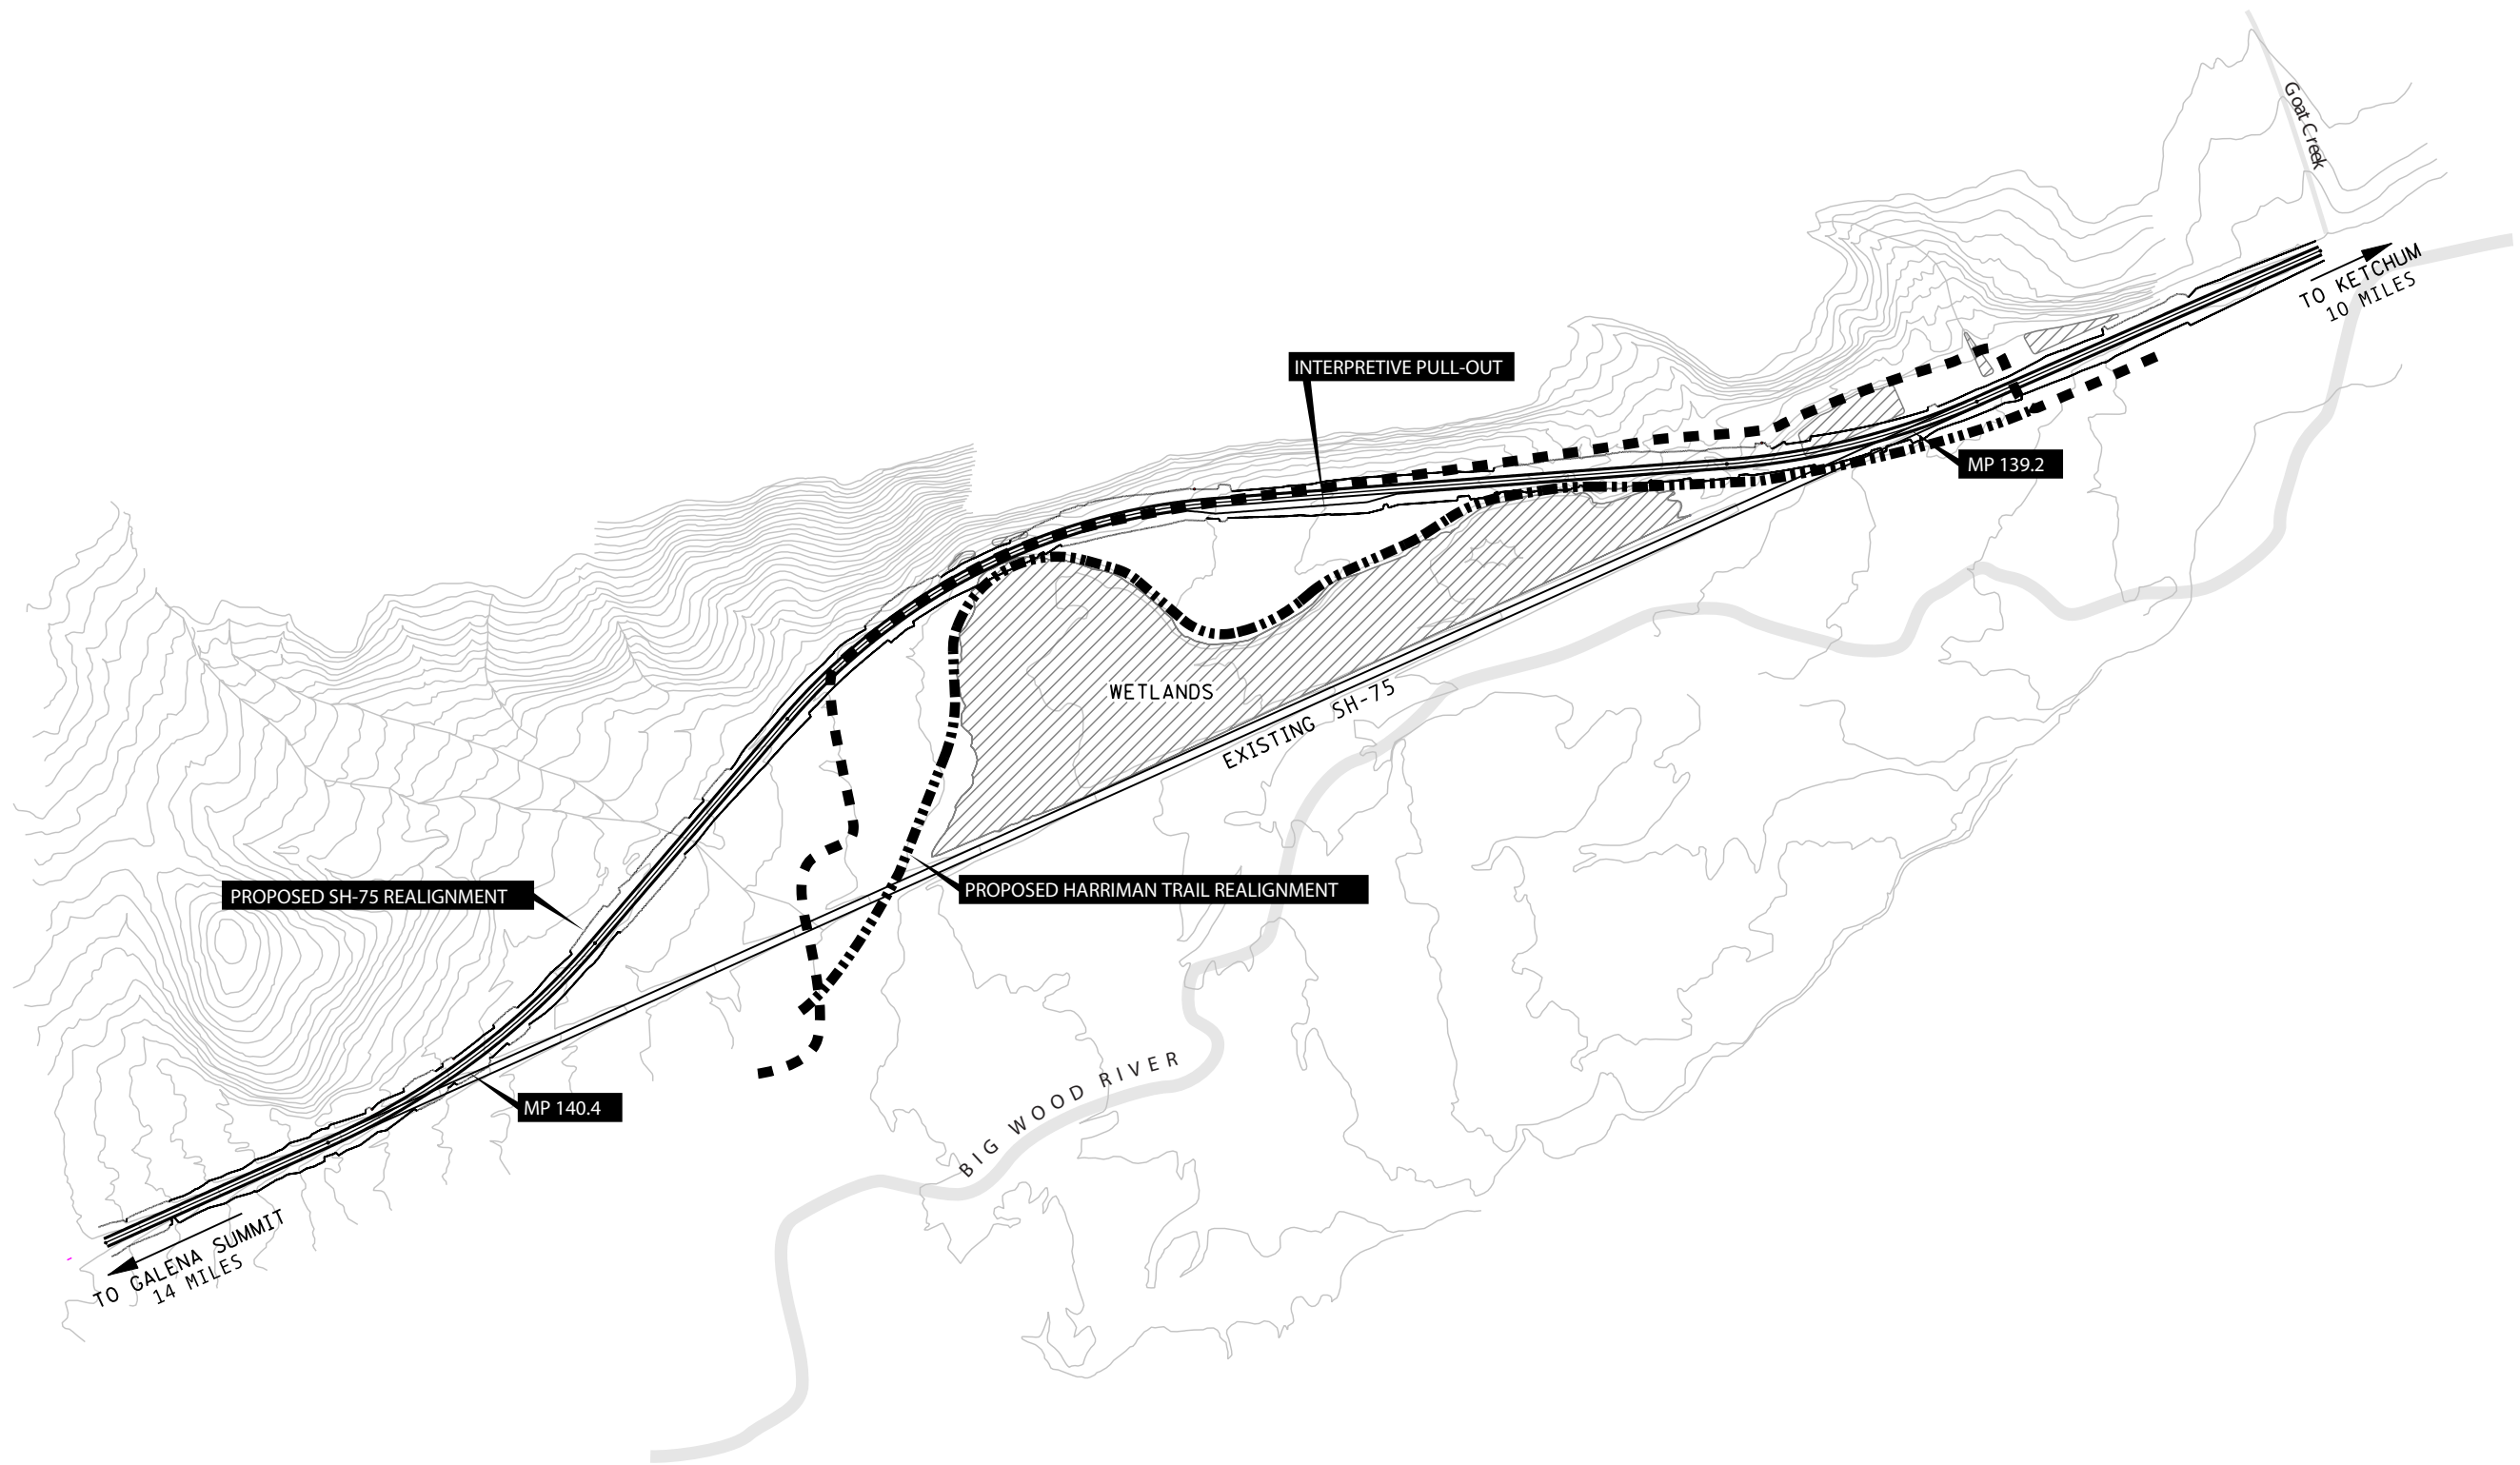 Goat Creek
TO KETCHUM
10 MILES
INTERPRETIVE PULL-OUT
MP 139.2
WETLANDS
EXISTING SH-75
PROPOSED SH-75 REALIGNMENT
PROPOSED HARRIMAN TRAIL REALIGNMENT
BIG WOOD RIVER
MP 140.4
TO GALENA SUMMIT
14 MILES